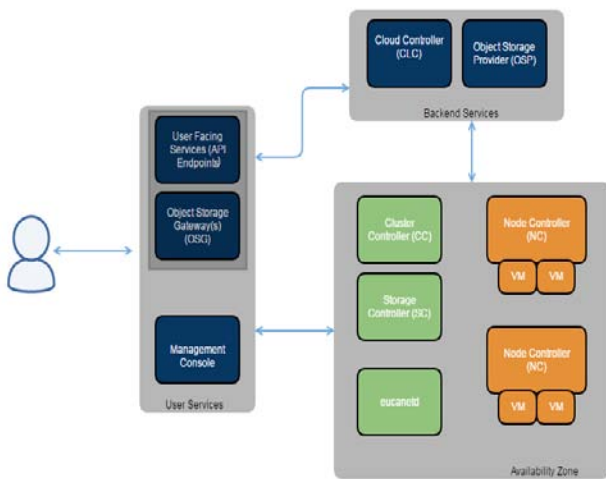 Cloud Controller
(CLC)
Object Storage
Provider (OSP)
Backend Services
User Facing
Services (API
Endpoints)
Object Storage
Gateway(s)
(OSG)
Management
Console
User Services
Cluster
Controller (CC)
Storage
Controller (SC)
eucanetd
Node Controller
(NC)
VM
VM
Node Controller
(NC)
VM
VM
Availability Zone